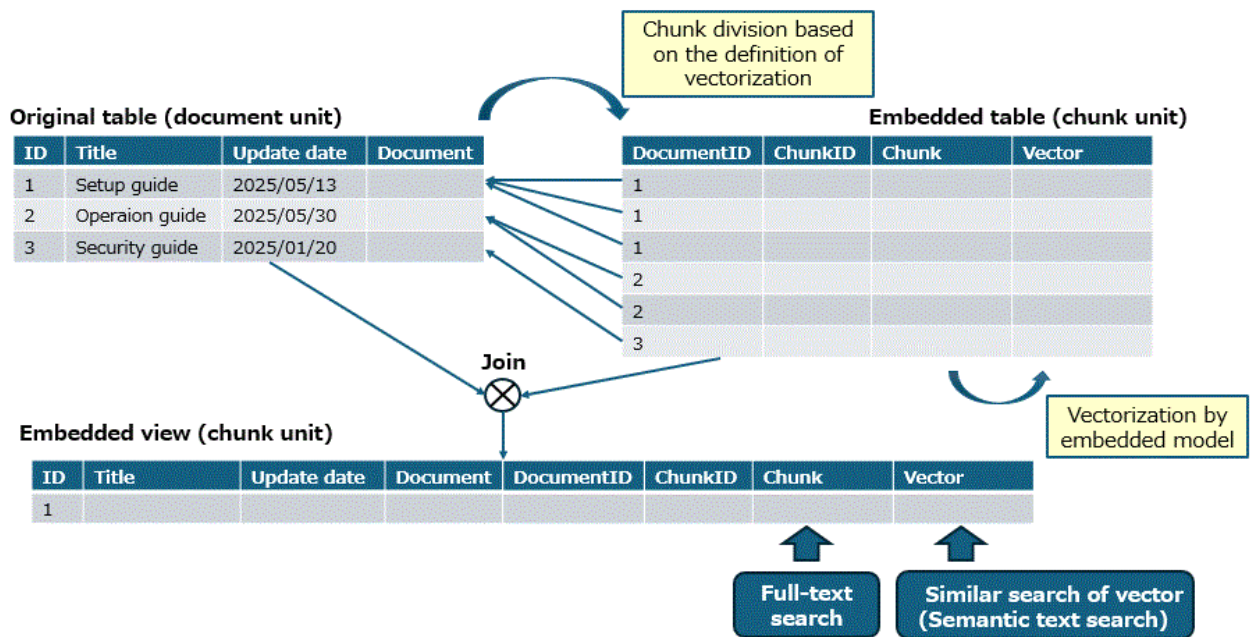 Chunk division based
on the definition of
vectorization
Original table (document unit)
ID Title Update date Document
1 Setup guide 2025/05/13
2 Operaion guide 2025/05/30
3 Security guide 2025/01/20
Embedded table (chunk unit)
DocumentID ChunkID Chunk Vector
1
1
1
2
2
3
Join
Vectorization by
embedded model
Embedded view (chunk unit)
ID Title Update date Document DocumentID ChunkID Chunk Vector
1
Full-text
search
Similar search of vector
(Semantic text search)